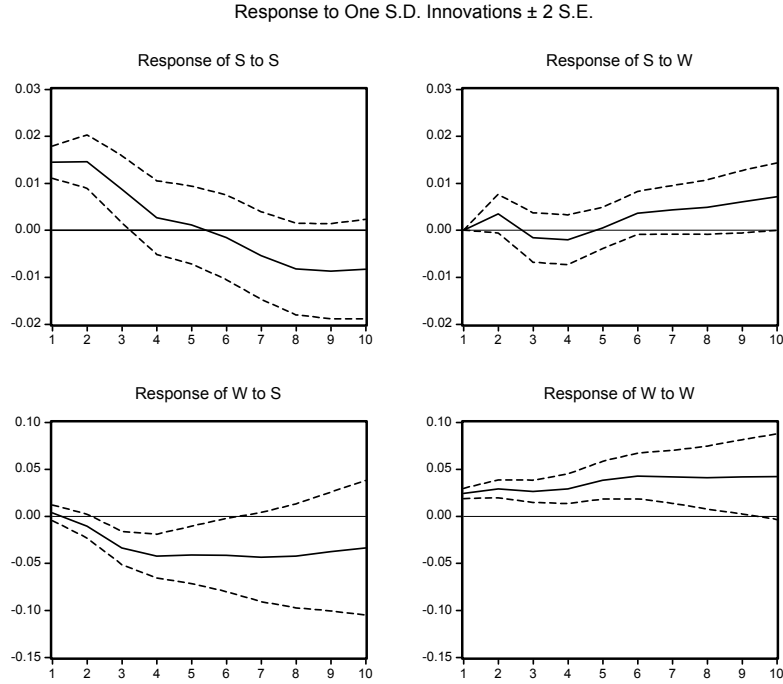 Response to One S.D. Innovations ± 2 S.E.
Response of S to S
0.03
0.02
0.01
0.00
-0.01
-0.02
1 2 3 4 5 6 7 8 9 10
Response of S to W
0.03
0.02
0.01
0.00
-0.01
-0.02
1 2 3 4 5 6 7 8 9 10
Response of W to S
0.10
0.05
0.00
-0.05
-0.10
-0.15
1 2 3 4 5 6 7 8 9 10
Response of W to W
0.10
0.05
0.00
-0.05
-0.10
-0.15
1 2 3 4 5 6 7 8 9 10